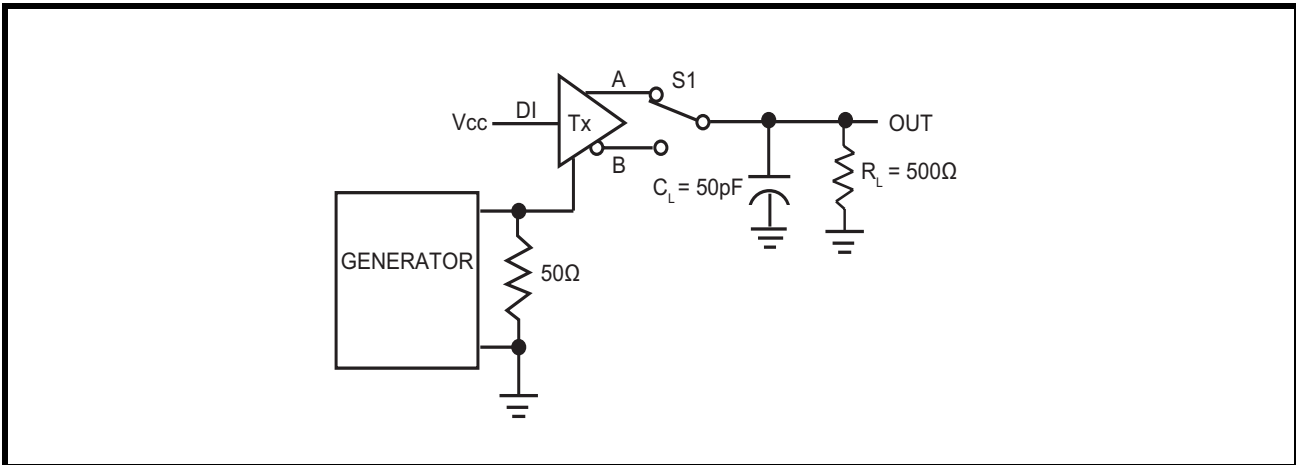 A
S1
Vcc
DI
Tx
OUT
B
C_L = 50pF
R_L = 500Ω
GENERATOR
50Ω